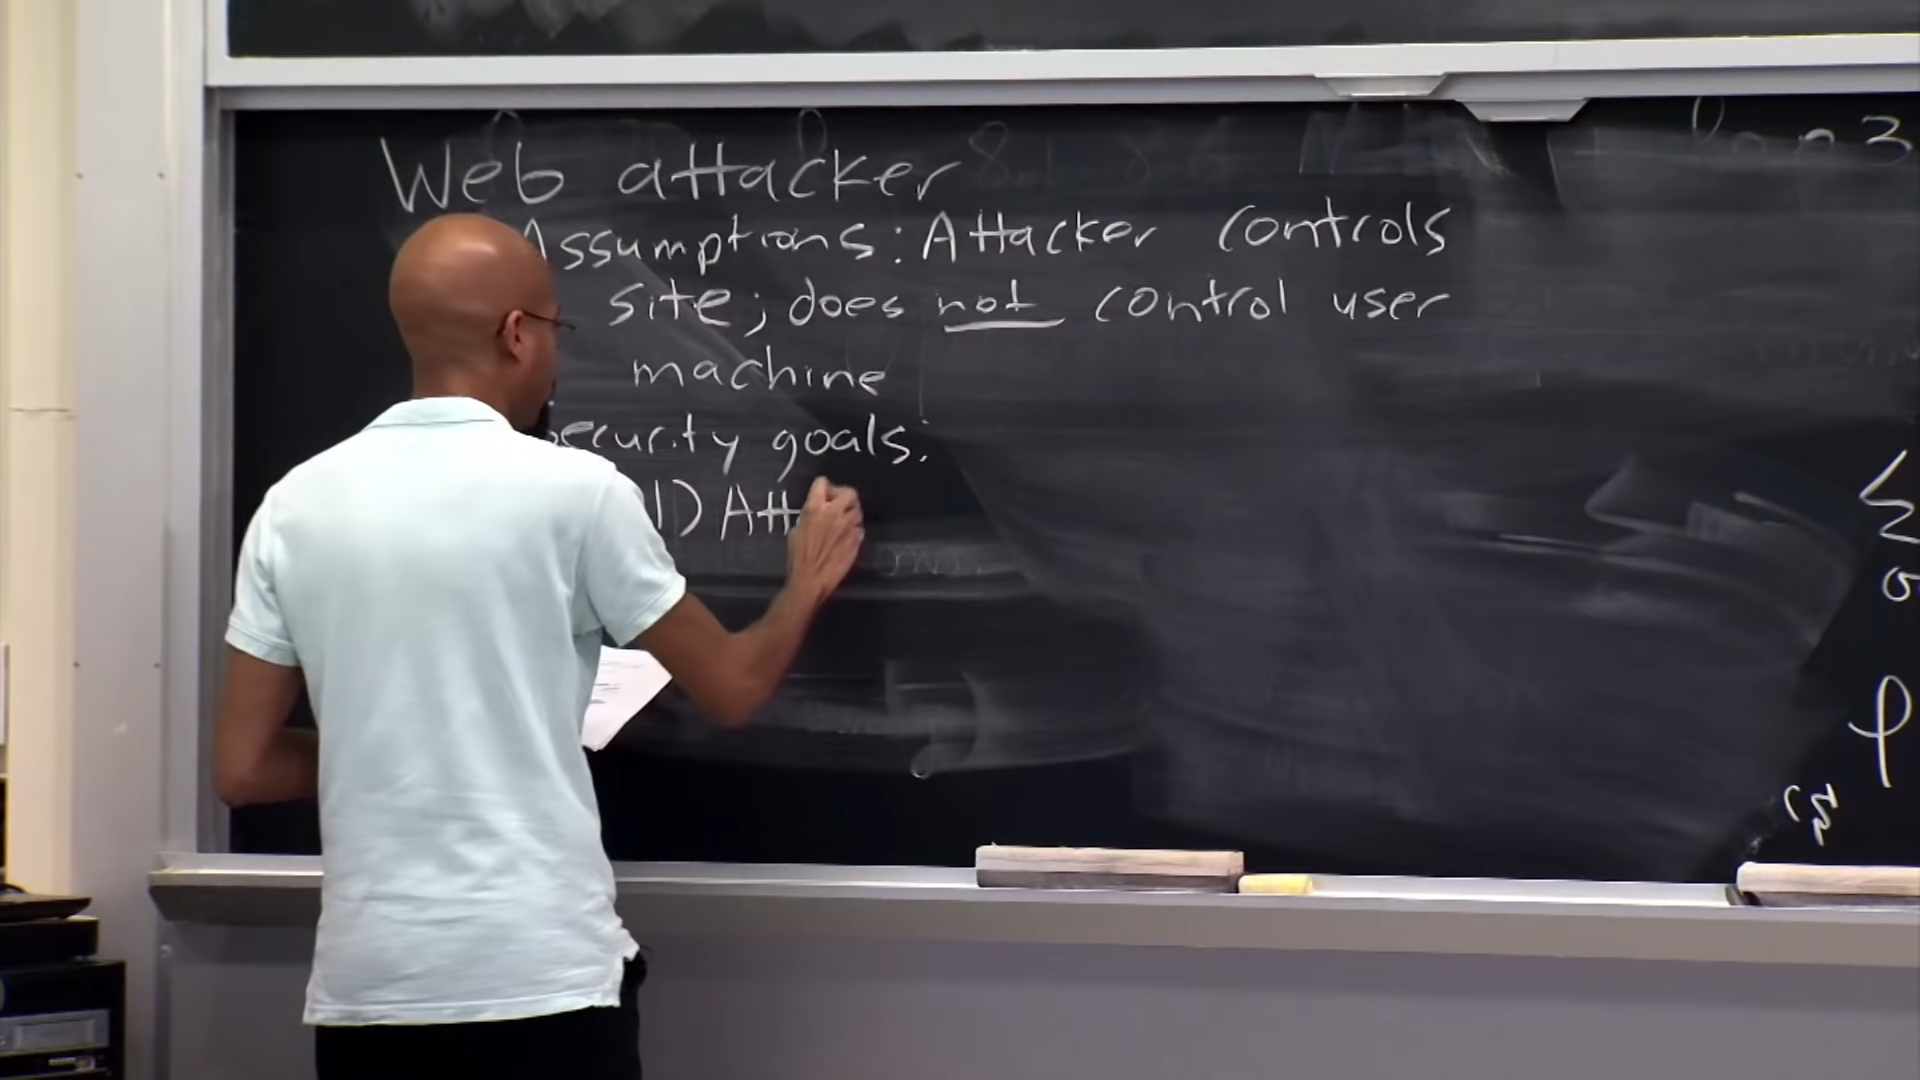 Web attacker
Assumptions: Attacker controls
site; does not control user
machine
security goals:
1) Att